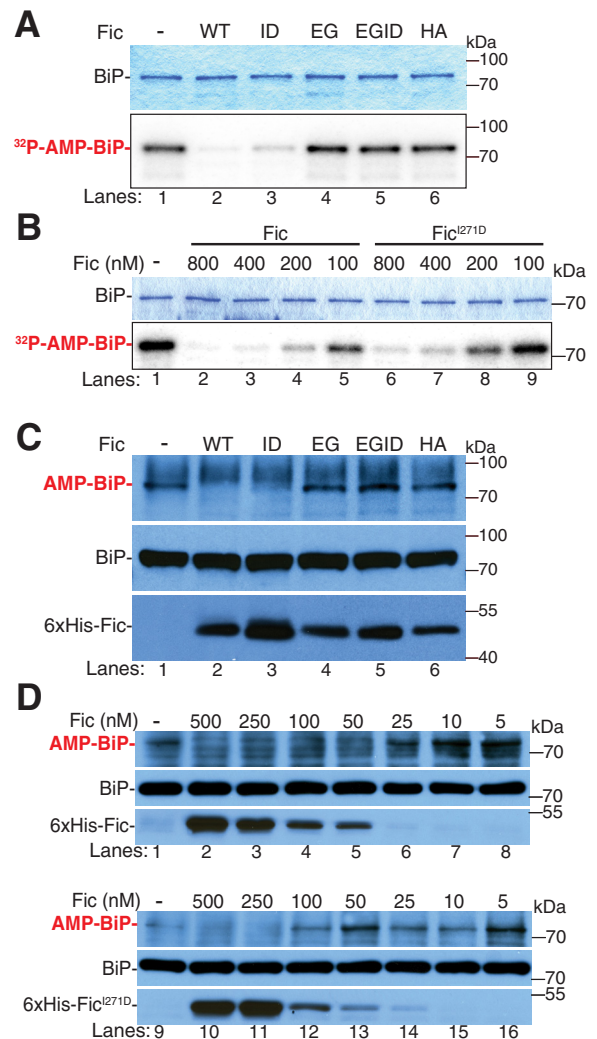 A
Fic - WT ID EG EGID HA
kDa
BiP-
100
70
³²P-AMP-BiP-
100
70
Lanes: 1 2 3 4 5 6
B
Fic Fic^I271D
Fic (nM) - 800 400 200 100 800 400 200 100
kDa
BiP-
70
³²P-AMP-BiP-
70
Lanes: 1 2 3 4 5 6 7 8 9
C
Fic - WT ID EG EGID HA
kDa
AMP-BiP-
100
70
BiP-
100
70
6xHis-Fic-
55
40
Lanes: 1 2 3 4 5 6
D
Fic (nM) - 500 250 100 50 25 10 5
kDa
AMP-BiP-
70
BiP-
70
6xHis-Fic-
55
Lanes: 1 2 3 4 5 6 7 8
Fic (nM) - 500 250 100 50 25 10 5
kDa
AMP-BiP-
70
BiP-
70
6xHis-Fic^I271D-
55
Lanes: 9 10 11 12 13 14 15 16